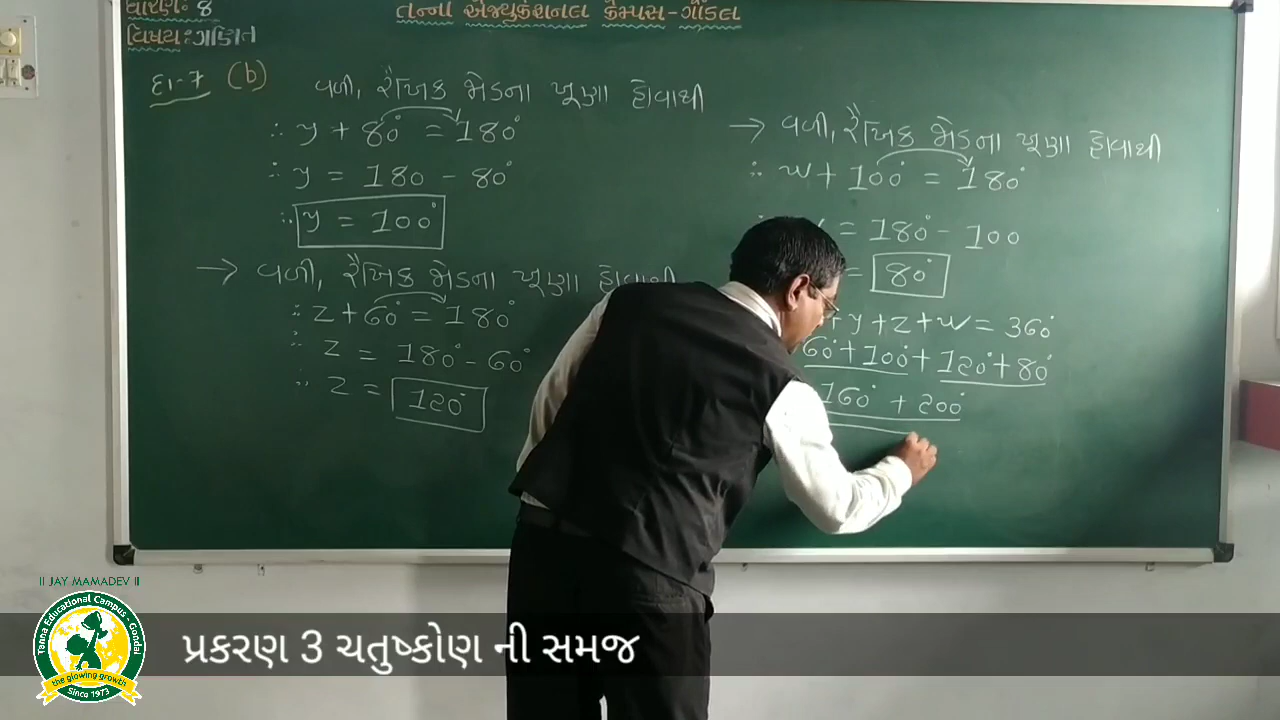 ધોરણ: 8
તન્ના એજ્યુકેશનલ કેમ્પસ-ગોંડલ
વિષય: ગણિત
દા-7 (b)
વળી, રૈખિક જોડના ખૂણા હોવાથી
∴ y + 80° = 180°
∴ y = 180 - 80°
∴ y = 100°
→ વળી, રૈખિક જોડના ખૂણા હોવાથી
∴ z + 60° = 180°
∴ z = 180° - 60°
∴ z = 120°
→ વળી, રૈખિક જોડના ખૂણા હોવાથી
∴ w + 100° = 180°
= 180° - 100
= 80°
+ y + z + w = 360°
60° + 100° + 120° + 80°
160° + 200°
॥ JAY MAMADEV ॥
Tanna Educational Campus - Gondal
the glowing growth
Since 1973
પ્રકરણ 3 ચતુષ્કોણ ની સમજ